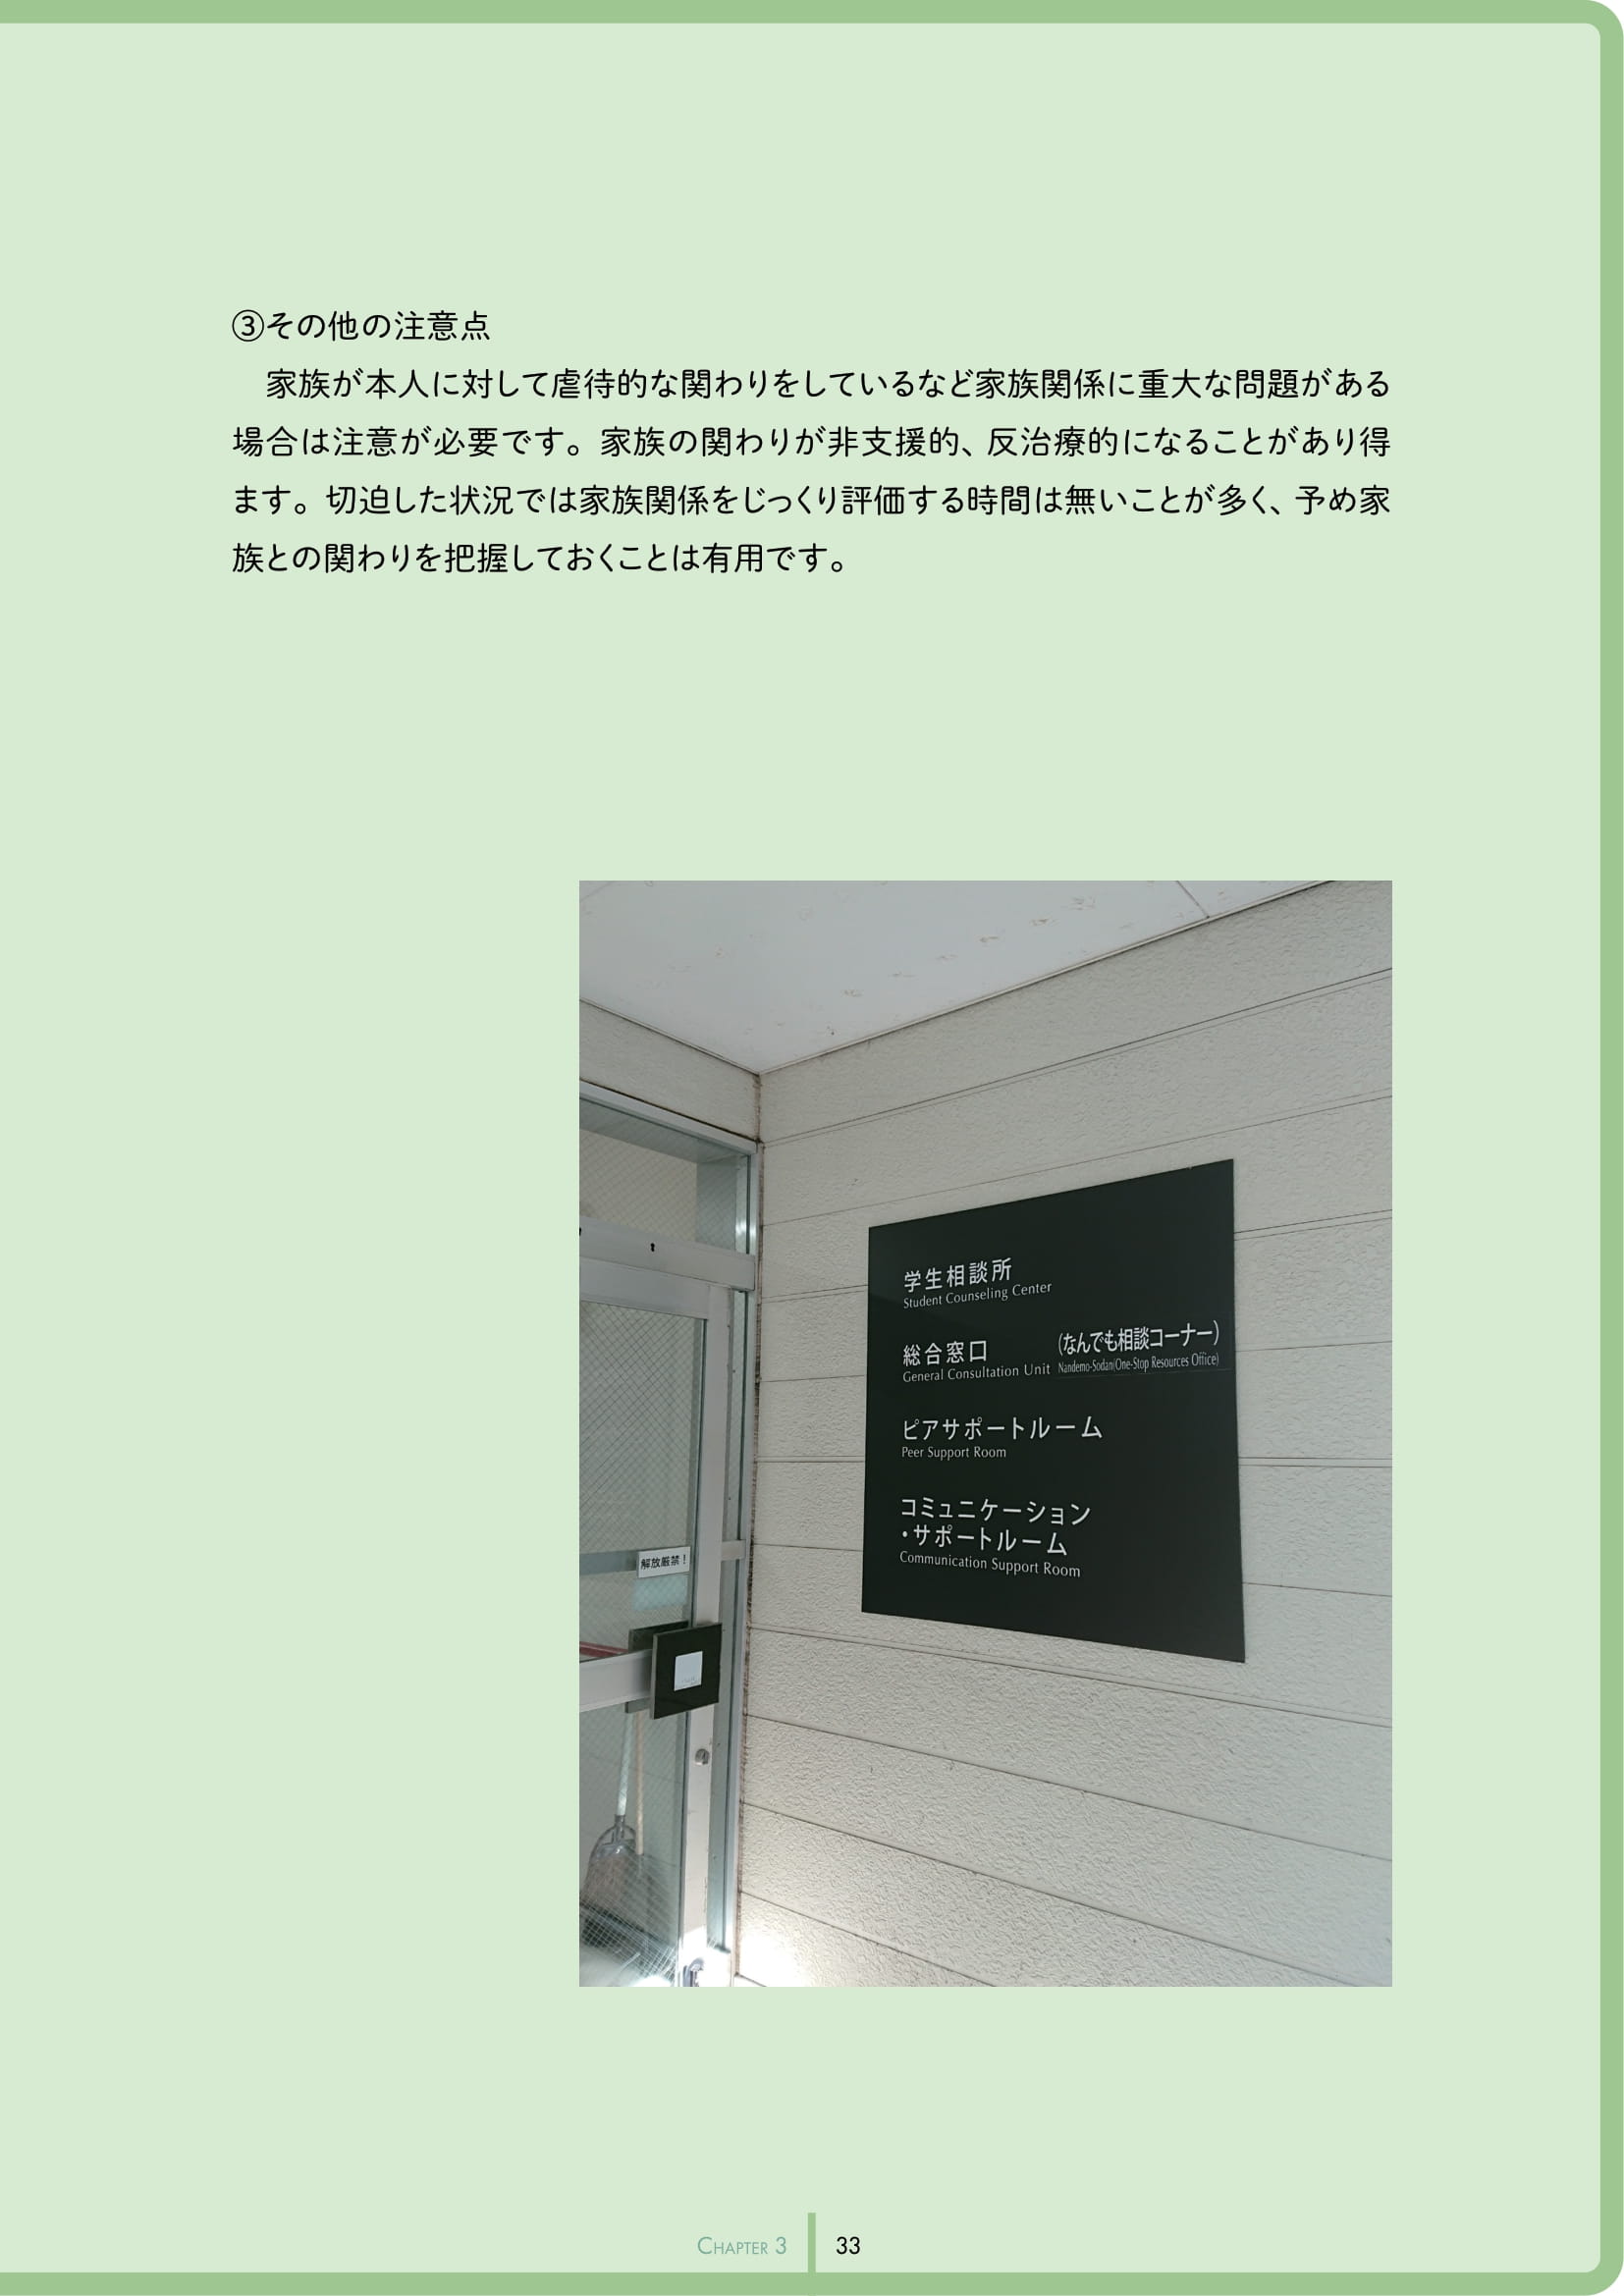 ③その他の注意点
　家族が本人に対して虐待的な関わりをしているなど家族関係に重大な問題がある
場合は注意が必要です。家族の関わりが非支援的、反治療的になることがあり得
ます。切迫した状況では家族関係をじっくり評価する時間は無いことが多く、予め家
族との関わりを把握しておくことは有用です。
学生相談所
Student Counseling Center
総合窓口 (なんでも相談コーナー)
General Consultation Unit Nandemo-Sodan(One-Stop Resources Office)
ピアサポートルーム
Peer Support Room
コミュニケーション
・サポートルーム
Communication Support Room
解放厳禁！
CHAPTER 3 33